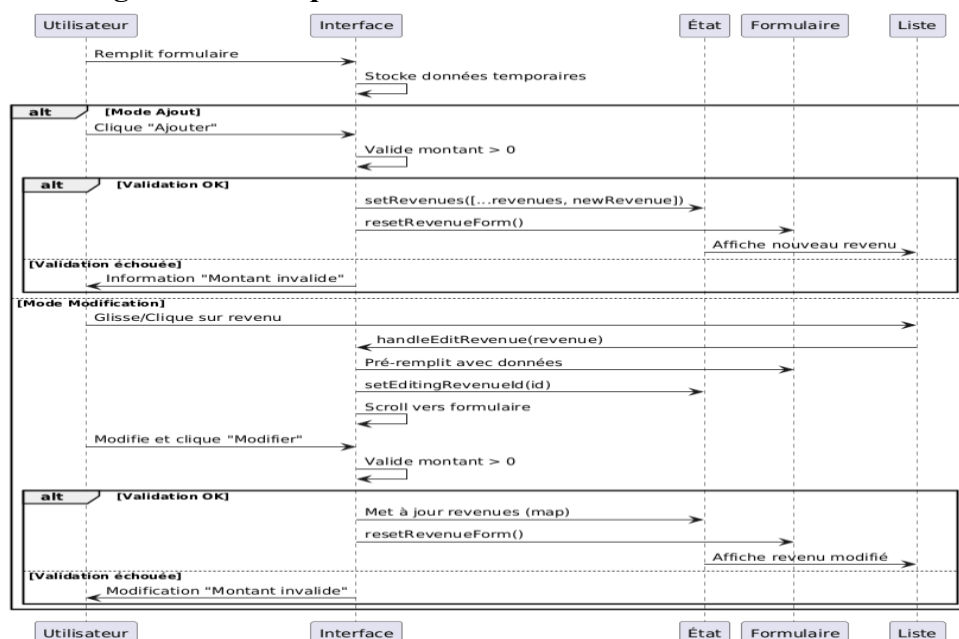 Utilisateur Interface État Formulaire Liste
Remplit formulaire
Stocke données temporaires
alt [Mode Ajout]
Clique "Ajouter"
Valide montant > 0
alt [Validation OK]
setRevenues([...revenues, newRevenue])
resetRevenueForm()
Affiche nouveau revenu
[Validation échouée]
Information "Montant invalide"
[Mode Modification]
Glisse/Clique sur revenu
handleEditRevenue(revenue)
Pré-remplit avec données
setEditingRevenueId(id)
Scroll vers formulaire
Modifie et clique "Modifier"
Valide montant > 0
alt [Validation OK]
Met à jour revenues (map)
resetRevenueForm()
Affiche revenu modifié
[Validation échouée]
Modification "Montant invalide"
Utilisateur Interface État Formulaire Liste